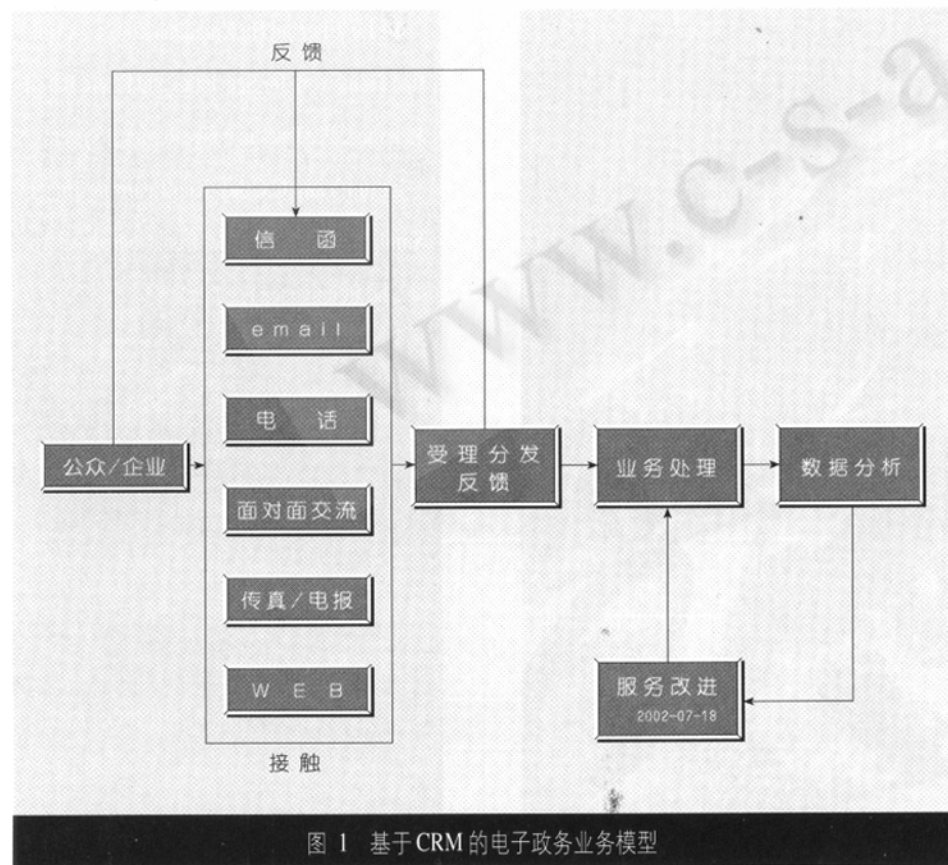 反馈
信函
email
电话
公众/企业
受理分发
反馈
业务处理
数据分析
面对面交流
传真/电报
WEB
服务改进
2002-07-18
接触
图 1 基于CRM的电子政务业务模型
www.c-s-a